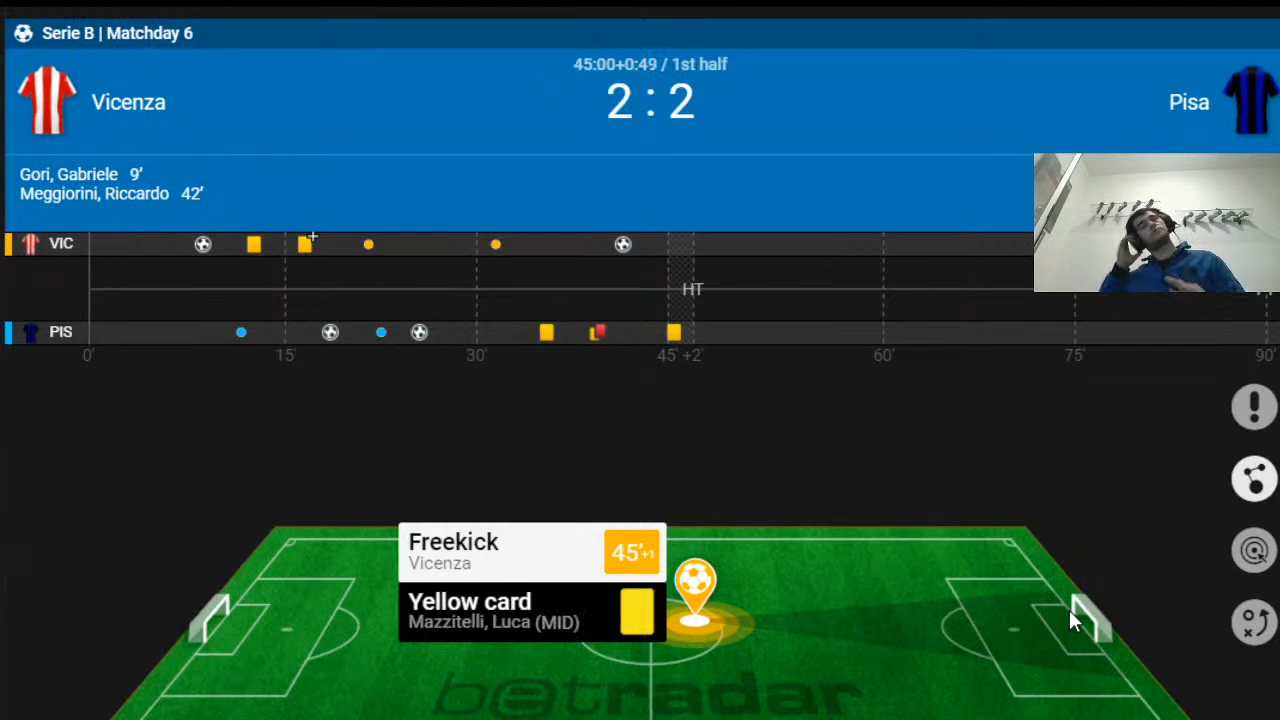 Serie B | Matchday 6
45:00+0:49 / 1st half
Vicenza
2 : 2
Pisa
Gori, Gabriele 9'
Meggiorini, Riccardo 42'
VIC
HT
PIS
0' 15' 30' 45' +2' 60' 75' 90'
Freekick
Vicenza
45'+1
Yellow card
Mazzitelli, Luca (MID)
betradar